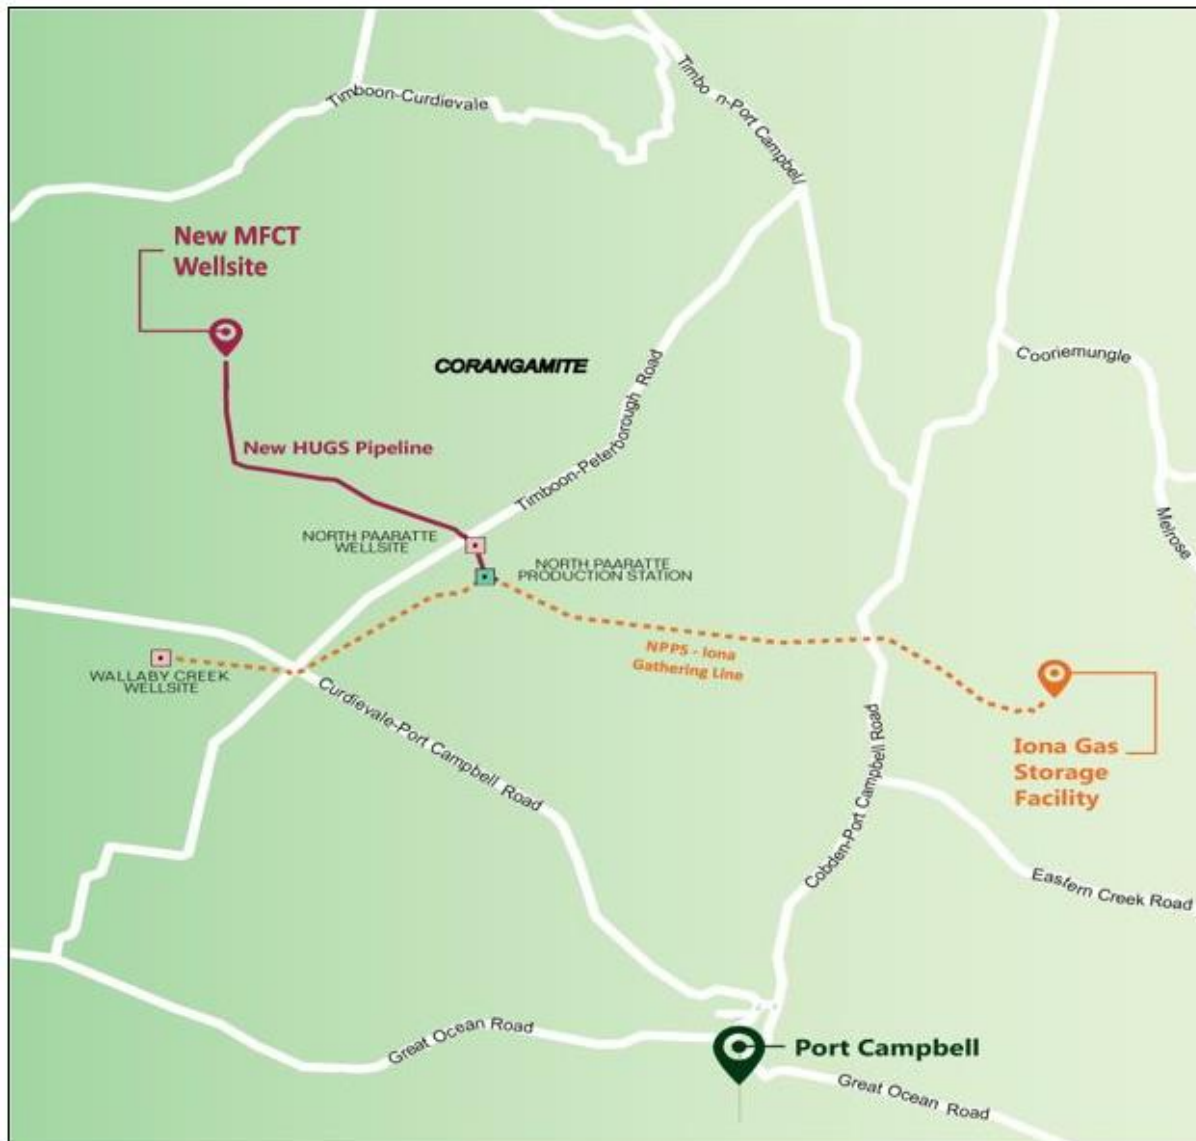 Timboon-Curdievale
Timbo n-Port Campbell
New MFCT
Wellsite
CORANGAMITE
Cooriemungle
New HUGS Pipeline
Timboon-Peterborough Road
Melrose
NORTH PAARATTE
WELLSITE
NORTH PAARATTE
PRODUCTION STATION
NPPS - Iona
Gathering Line
WALLABY CREEK
WELLSITE
Curdievale-Port Campbell Road
Cobden-Port Campbell Road
Iona Gas
Storage
Facility
Eastern Creek Road
Great Ocean Road
Port Campbell
Great Ocean Road